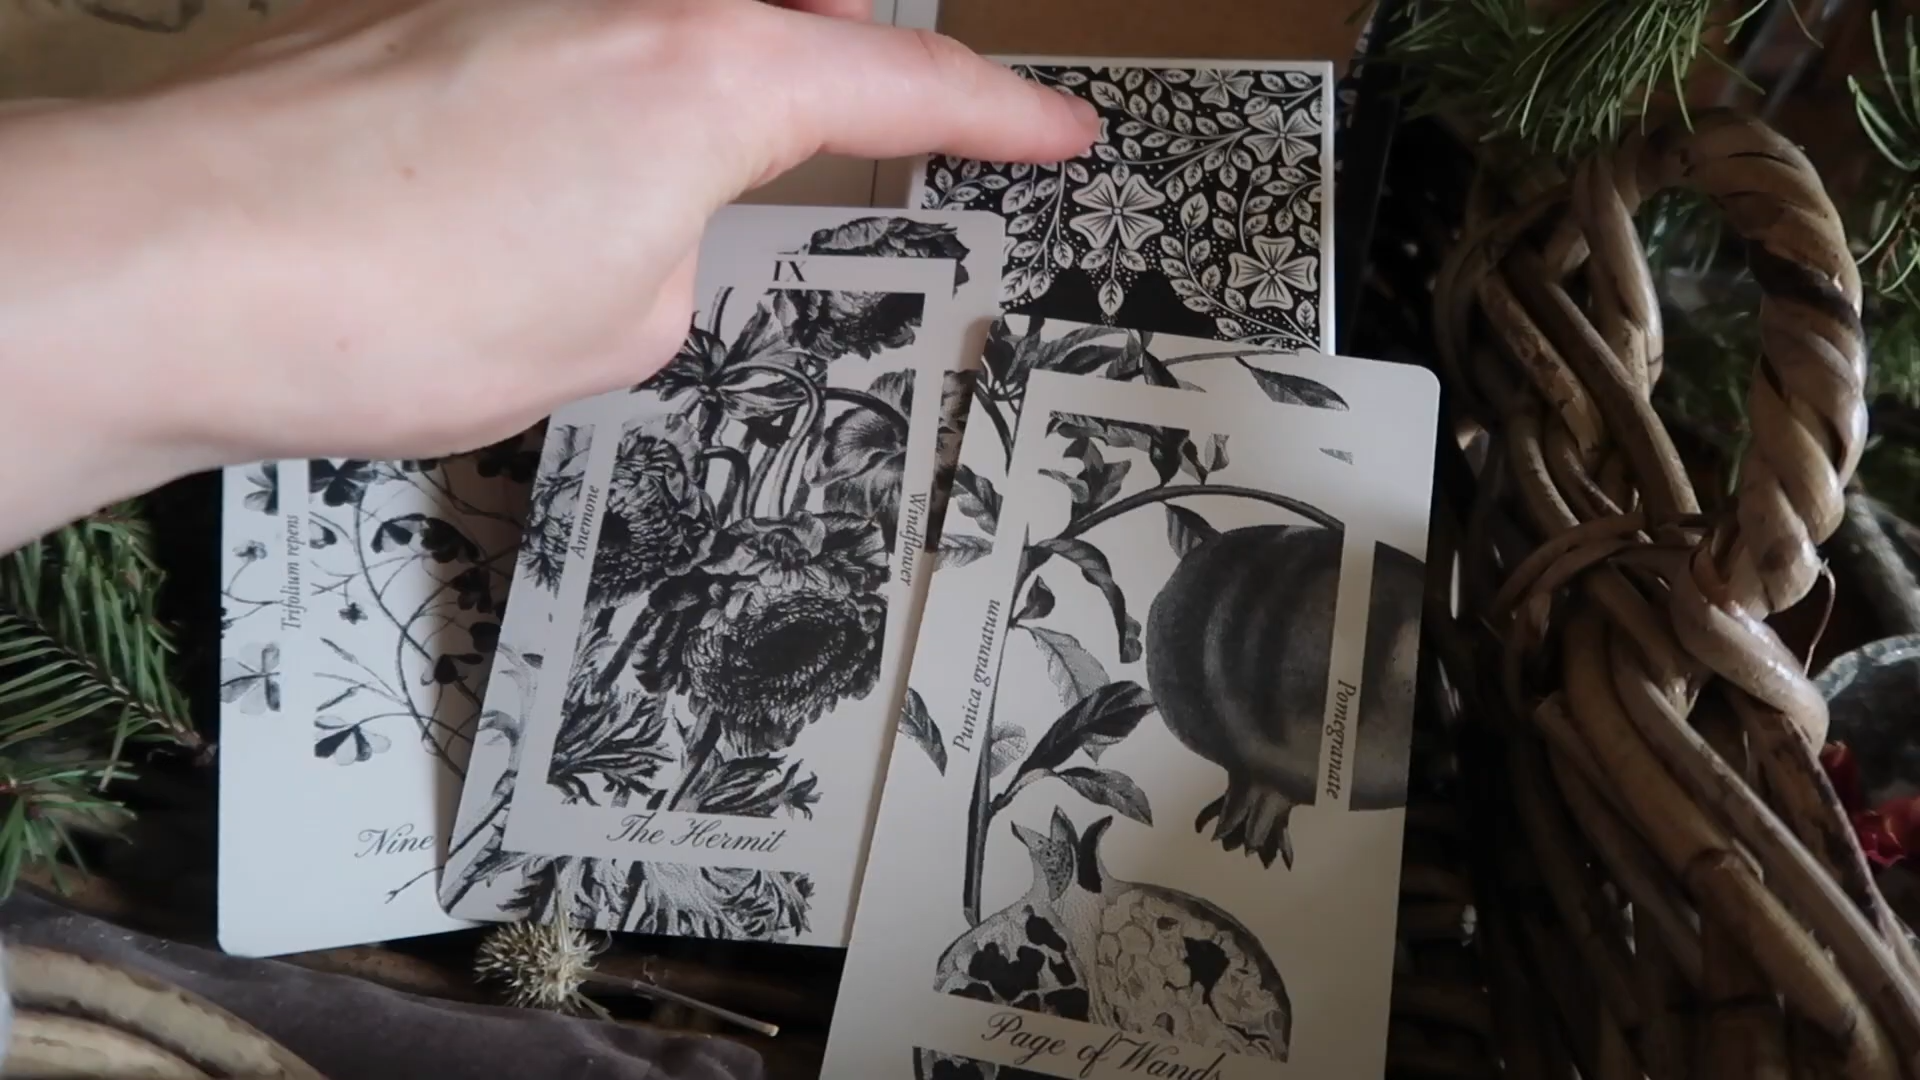 Trifolium repens
Nine
IX
Anemone
Windflower
The Hermit
Punica granatum
Pomegranate
Page of Wands